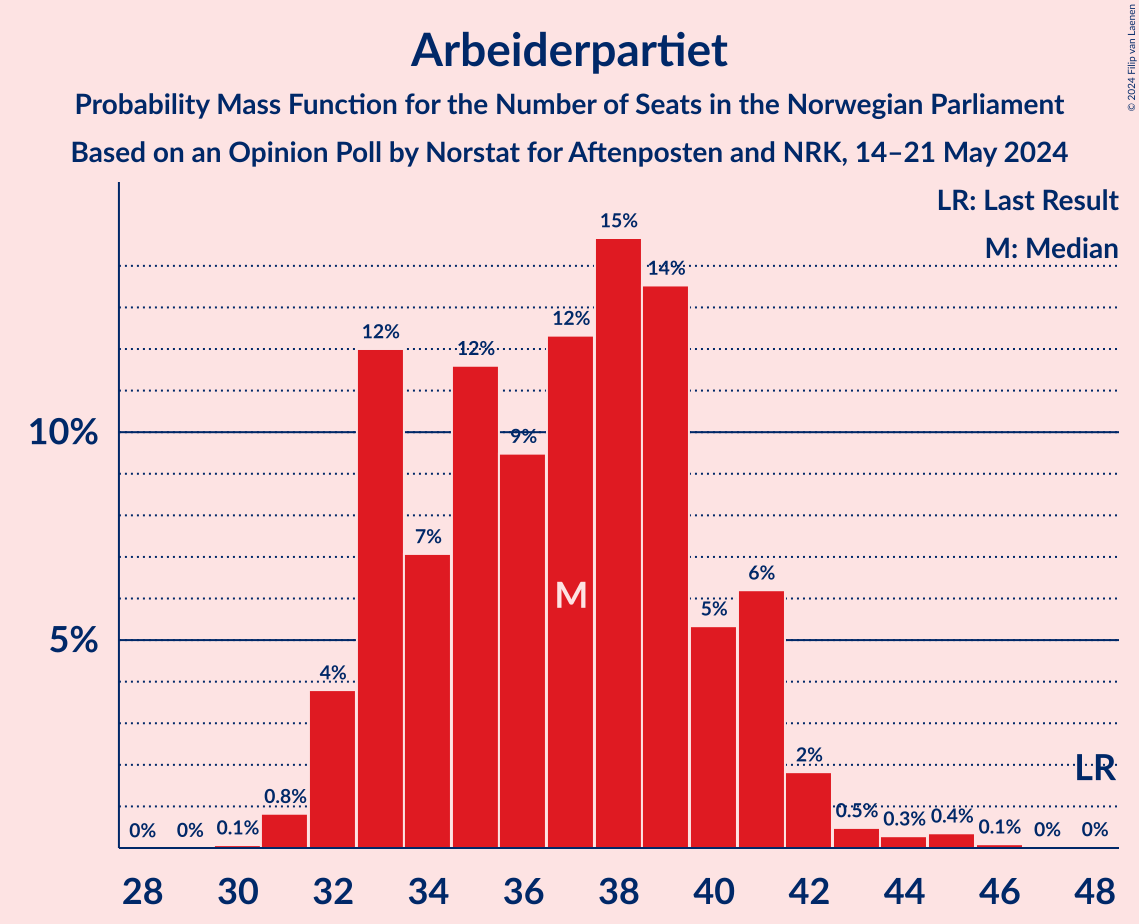 Arbeiderpartiet
Probability Mass Function for the Number of Seats in the Norwegian Parliament
Based on an Opinion Poll by Norstat for Aftenposten and NRK, 14–21 May 2024
© 2024 Filip van Laenen
LR: Last Result
M: Median
10%
5%
0%
0%
0.1%
0.8%
4%
12%
7%
12%
9%
12%
15%
14%
5%
6%
2%
0.5%
0.3%
0.4%
0.1%
0%
0%
M
LR
28 30 32 34 36 38 40 42 44 46 48